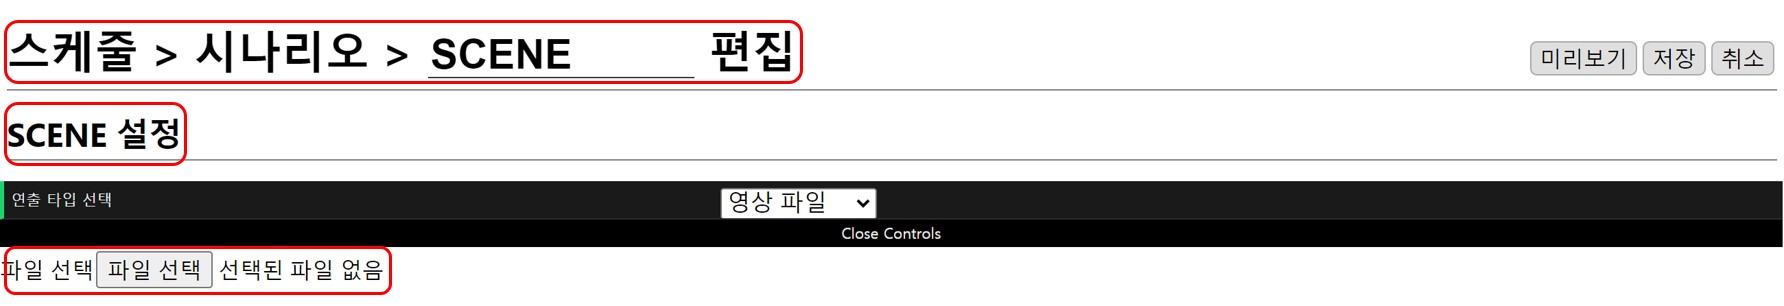 스케줄 > 시나리오 > SCENE 편집
미리보기 저장 취소
SCENE 설정
연출 타입 선택 영상 파일
Close Controls
파일 선택 파일 선택 선택된 파일 없음